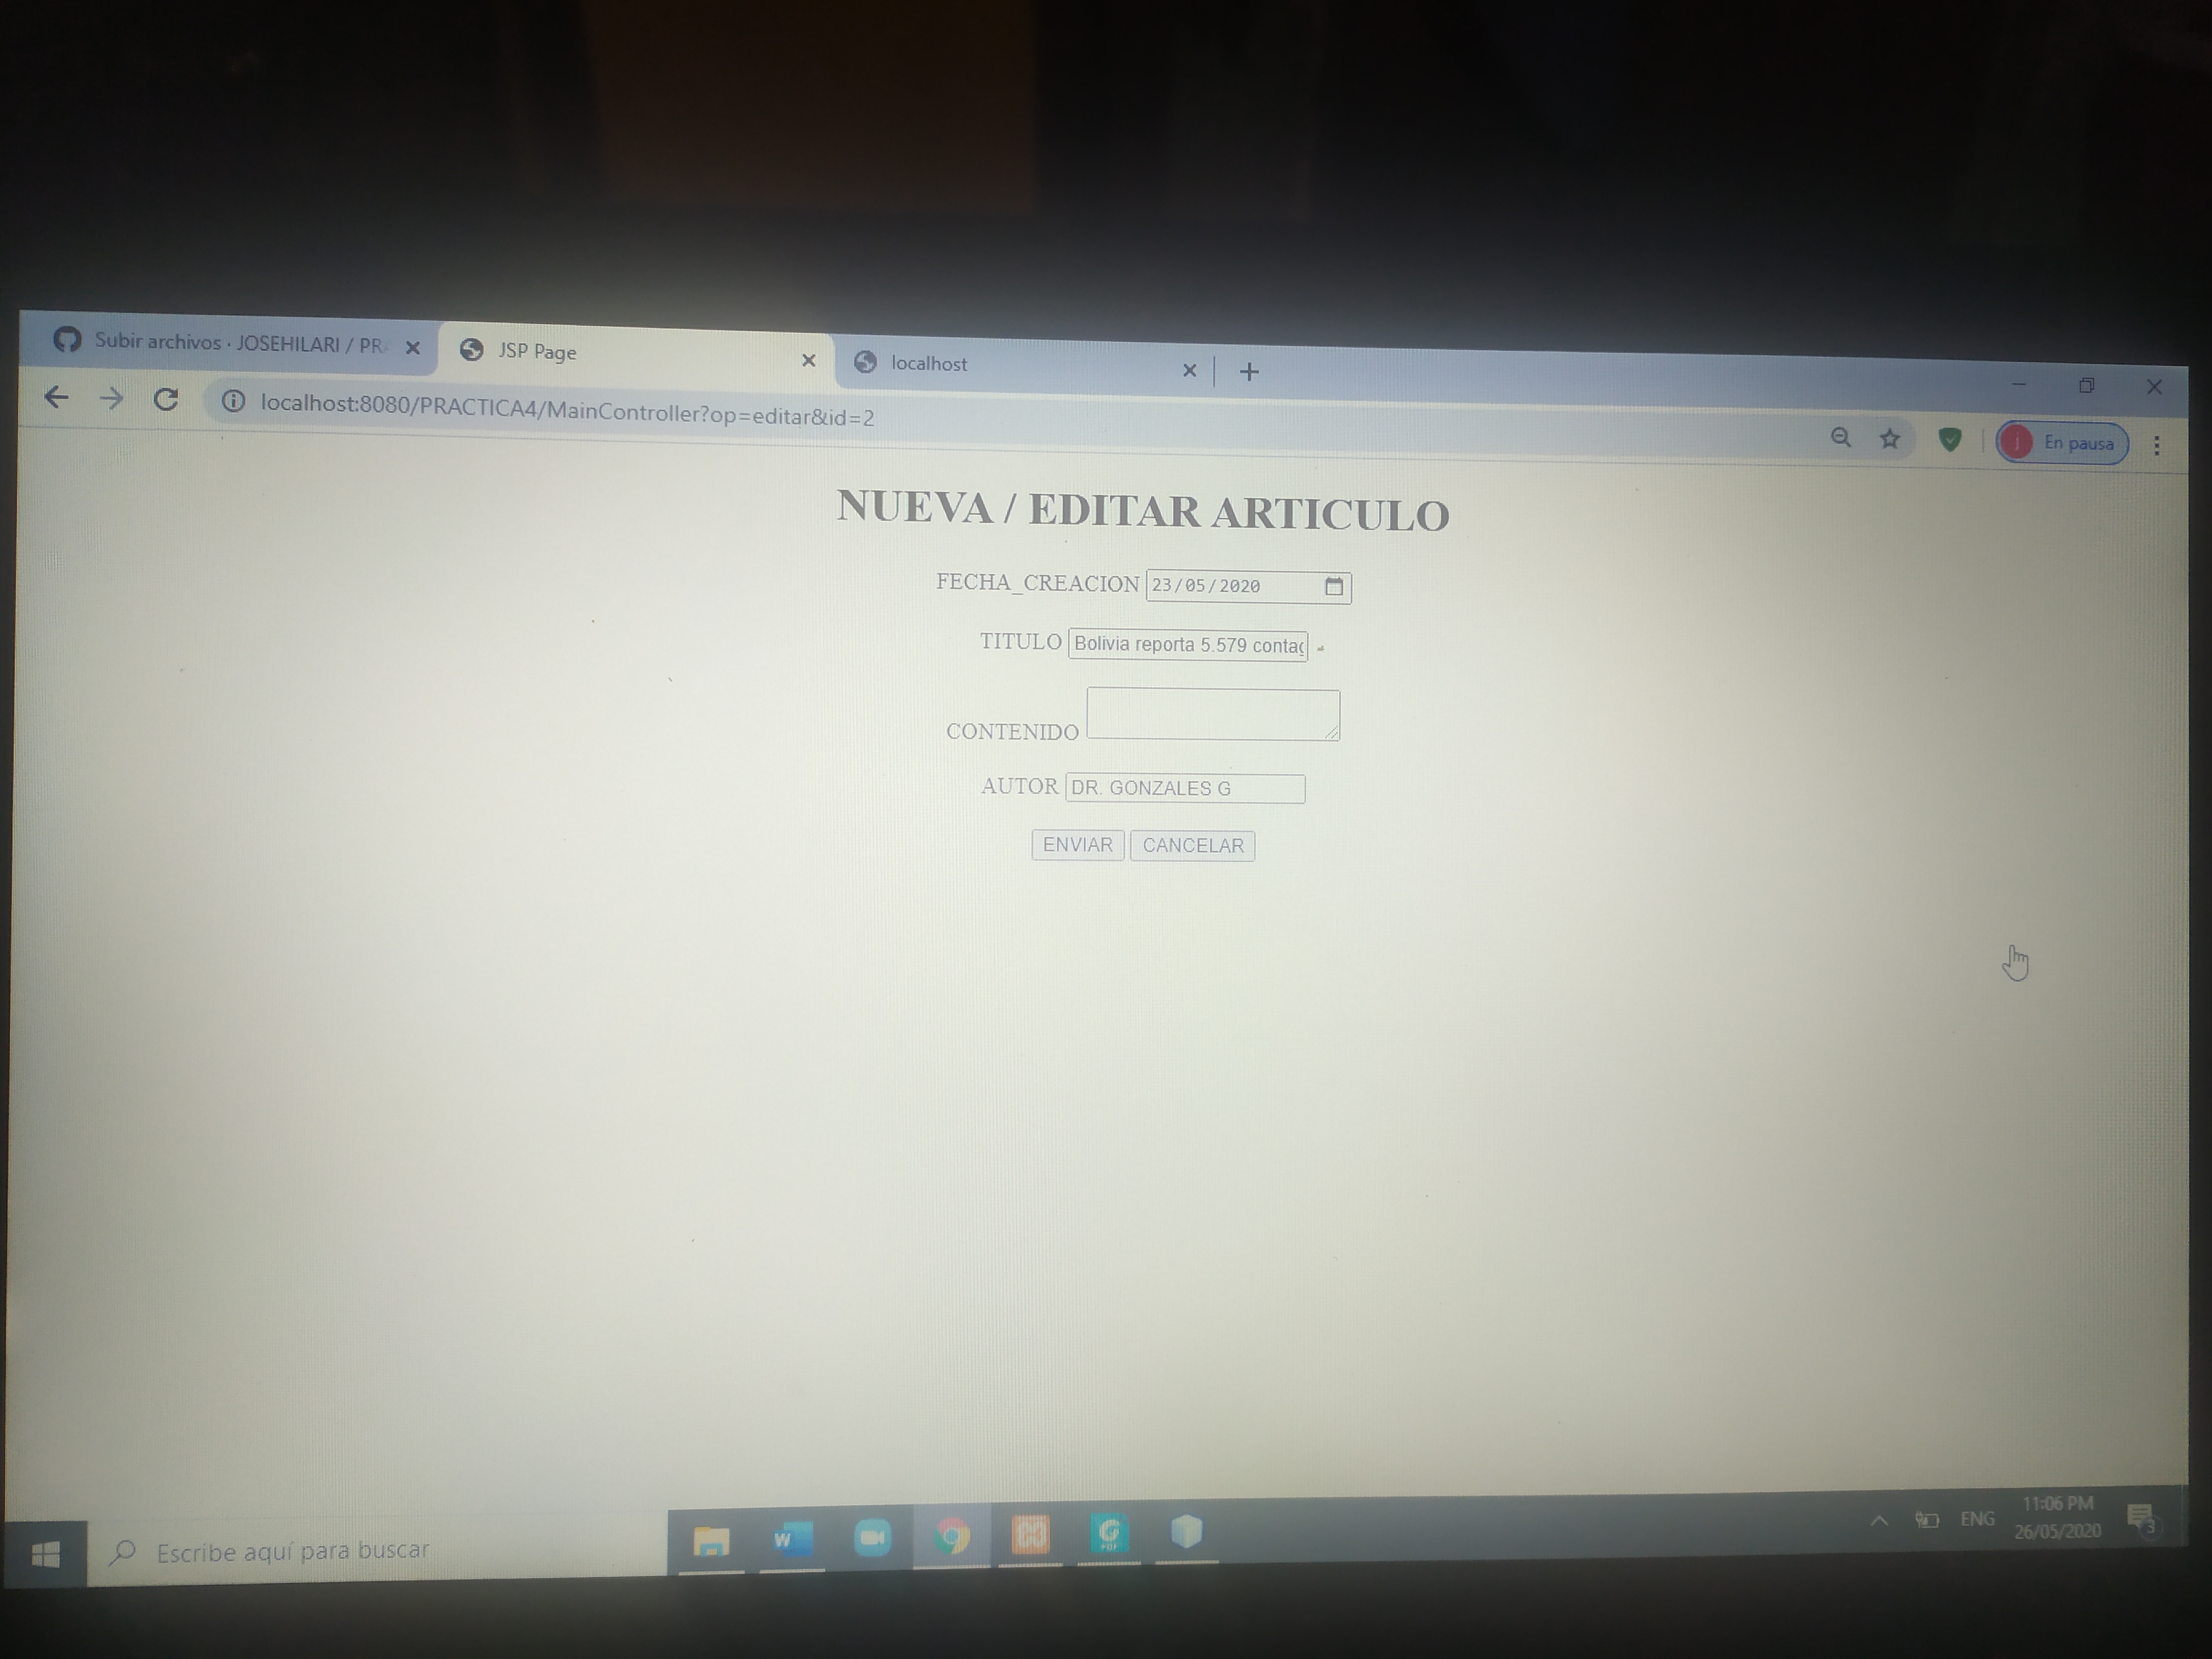 Subir archivos · JOSEHILARI / PR
JSP Page
localhost
localhost:8080/PRACTICA4/MainController?op=editar&id=2
En pausa
NUEVA / EDITAR ARTICULO
FECHA_CREACION 23/05/2020
TITULO Bolivia reporta 5.579 contag
CONTENIDO
AUTOR DR. GONZALES G
ENVIAR CANCELAR
Escribe aquí para buscar
ENG
11:06 PM
26/05/2020
3